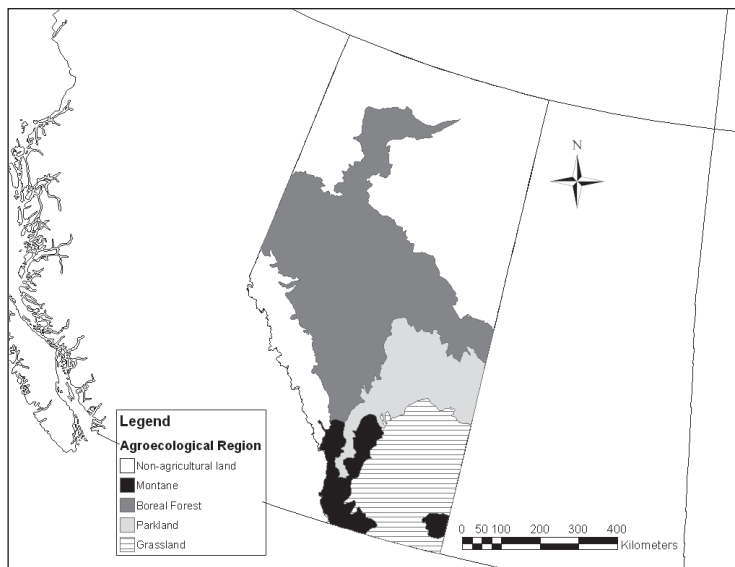 N
Legend
Agroecological Region
Non-agricultural land
Montane
Boreal Forest
Parkland
Grassland
0 50 100 200 300 400
Kilometers